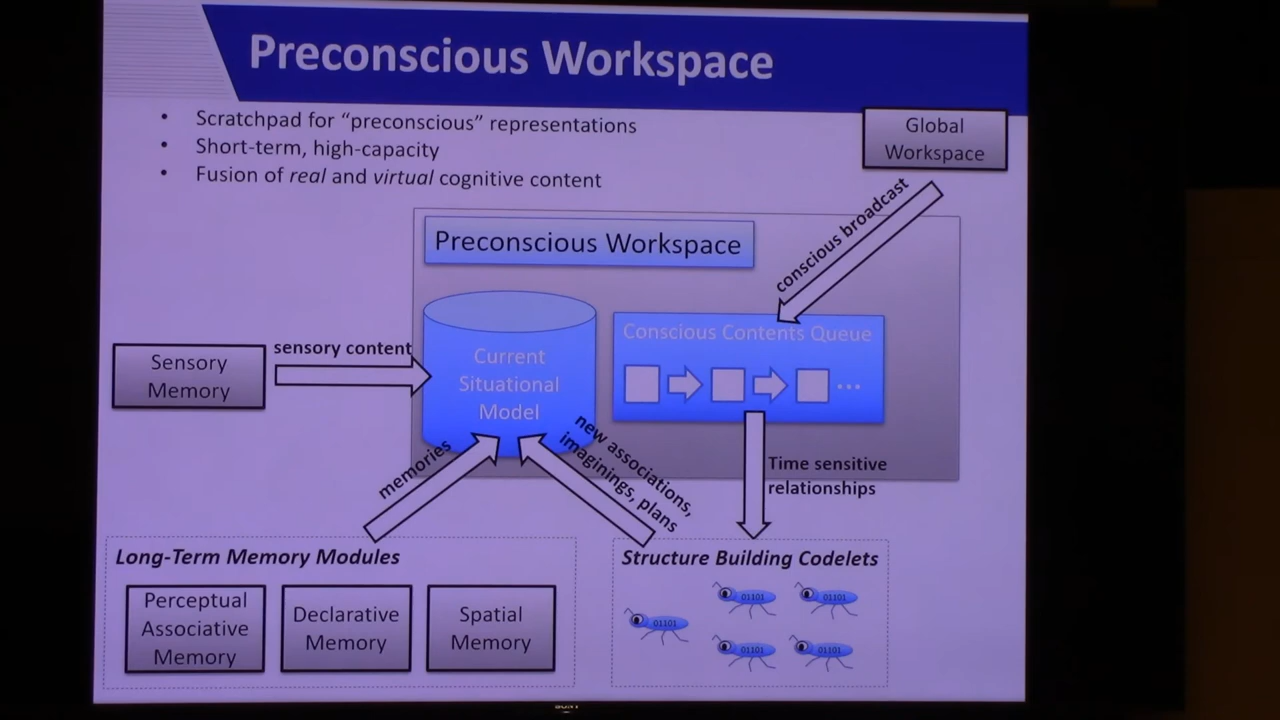 Preconscious Workspace
• Scratchpad for “preconscious” representations
• Short-term, high-capacity
• Fusion of real and virtual cognitive content
Global
Workspace
conscious broadcast
Preconscious Workspace
Conscious Contents Queue
...
Sensory
Memory
sensory content
Current
Situational
Model
memories
new associations,
imaginings, plans
Time sensitive
relationships
Long-Term Memory Modules
Perceptual
Associative
Memory
Declarative
Memory
Spatial
Memory
Structure Building Codelets
01101
01101
01101
01101
01101
SONY